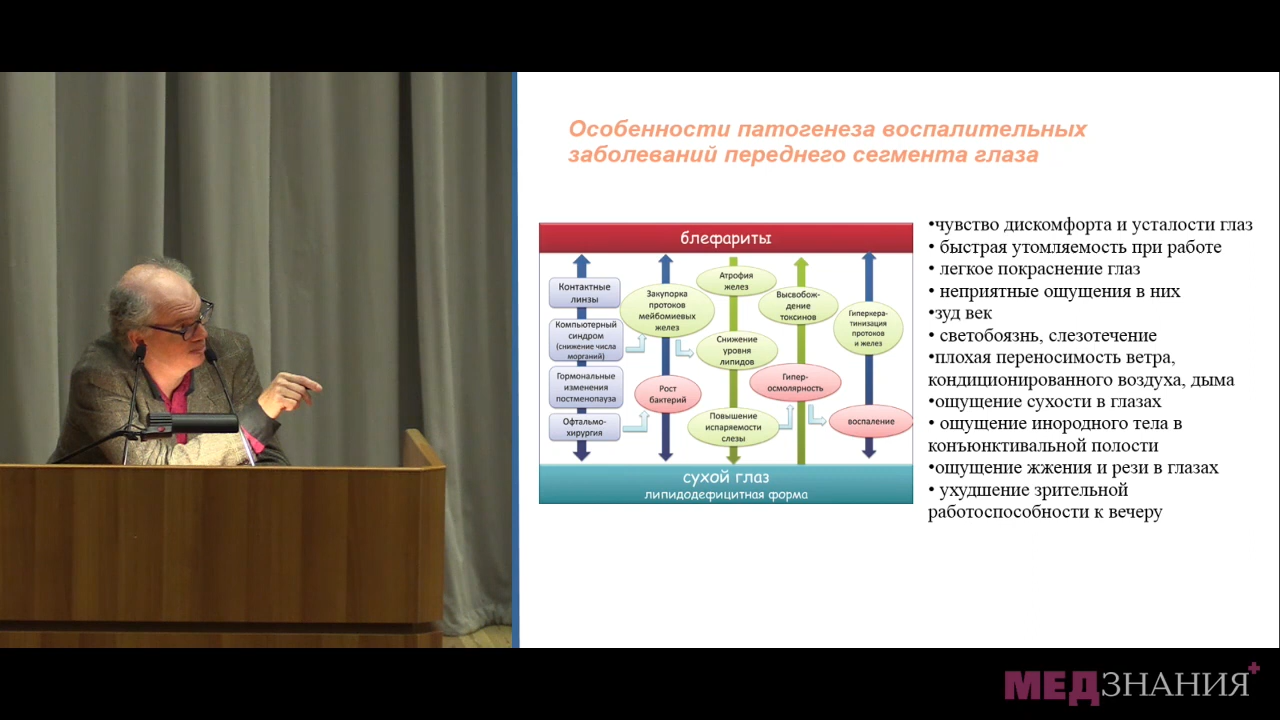 Особенности патогенеза воспалительных
заболеваний переднего сегмента глаза
блефариты
Контактные
линзы
Компьютерный
синдром
(снижение числа
морганий)
Гормональные
изменения
постменопауза
Офтальмо-
хирургия
Закупорка
протоков
мейбомиевых
желез
Рост
бактерий
Атрофия
желез
Снижение
уровня
липидов
Повышение
испаряемости
слезы
Высвобож-
дение
токсинов
Гипер-
осмолярность
Гиперкера-
тинизация
протоков
и желез
воспаление
сухой глаз
липидодефицитная форма
•чувство дискомфорта и усталости глаз
• быстрая утомляемость при работе
• легкое покраснение глаз
• неприятные ощущения в них
•зуд век
• светобоязнь, слезотечение
•плохая переносимость ветра,
кондиционированного воздуха, дыма
•ощущение сухости в глазах
• ощущение инородного тела в
конъюнктивальной полости
•ощущение жжения и рези в глазах
• ухудшение зрительной
работоспособности к вечеру
МЕДЗНАНИЯ+